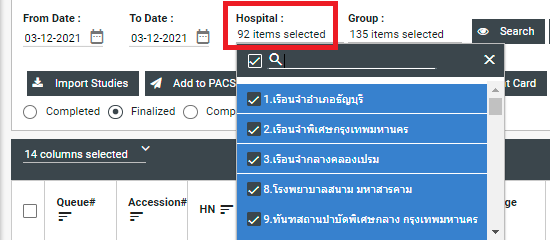 From Date :
To Date :
Hospital :
Group :
03-12-2021
03-12-2021
92 items selected
135 items selected
Search
Import Studies
Add to PACS
t Card
Completed
Finalized
Comp
1.เรือนจำอำเภอธัญบุรี
2.เรือนจำพิเศษกรุงเทพมหานคร
3.เรือนจำกลางคลองเปรม
8.โรงพยาบาลสนาม มหาสารคาม
9.ทัณฑสถานบำบัดพิเศษกลาง กรุงเทพมหานคร
14 columns selected
Queue#
Accession#
HN
ge